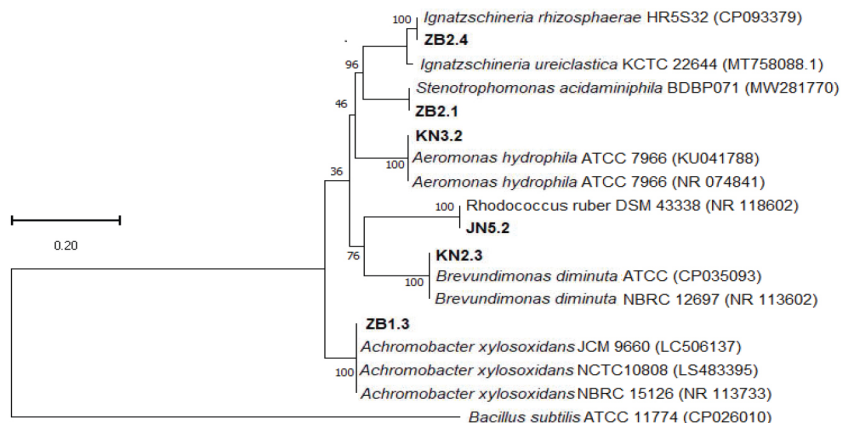 100 Ignatzschineria rhizosphaerae HR5S32 (CP093379)
ZB2.4
96
Ignatzschineria ureiclastica KCTC 22644 (MT758088.1)
Stenotrophomonas acidaminiphila BDBP071 (MW281770)
46
ZB2.1
KN3.2
100 Aeromonas hydrophila ATCC 7966 (KU041788)
36
Aeromonas hydrophila ATCC 7966 (NR 074841)
100 Rhodococcus ruber DSM 43338 (NR 118602)
JN5.2
0.20
76
KN2.3
100 Brevundimonas diminuta ATCC (CP035093)
Brevundimonas diminuta NBRC 12697 (NR 113602)
ZB1.3
Achromobacter xylosoxidans JCM 9660 (LC506137)
100 Achromobacter xylosoxidans NCTC10808 (LS483395)
Achromobacter xylosoxidans NBRC 15126 (NR 113733)
Bacillus subtilis ATCC 11774 (CP026010)